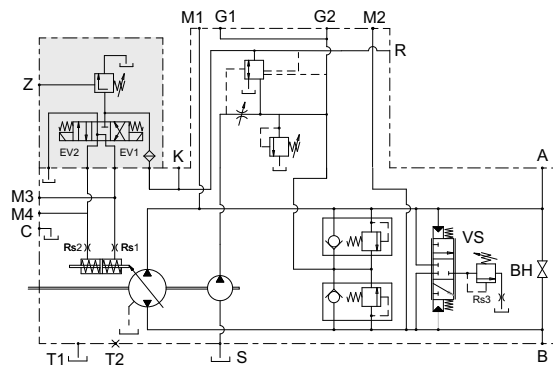 M1 G1 G2 M2
R
Z
EV2 EV1
K A
M3
M4
C
Rs2 Rs1
VS
BH
Rs3
T1 T2 S B